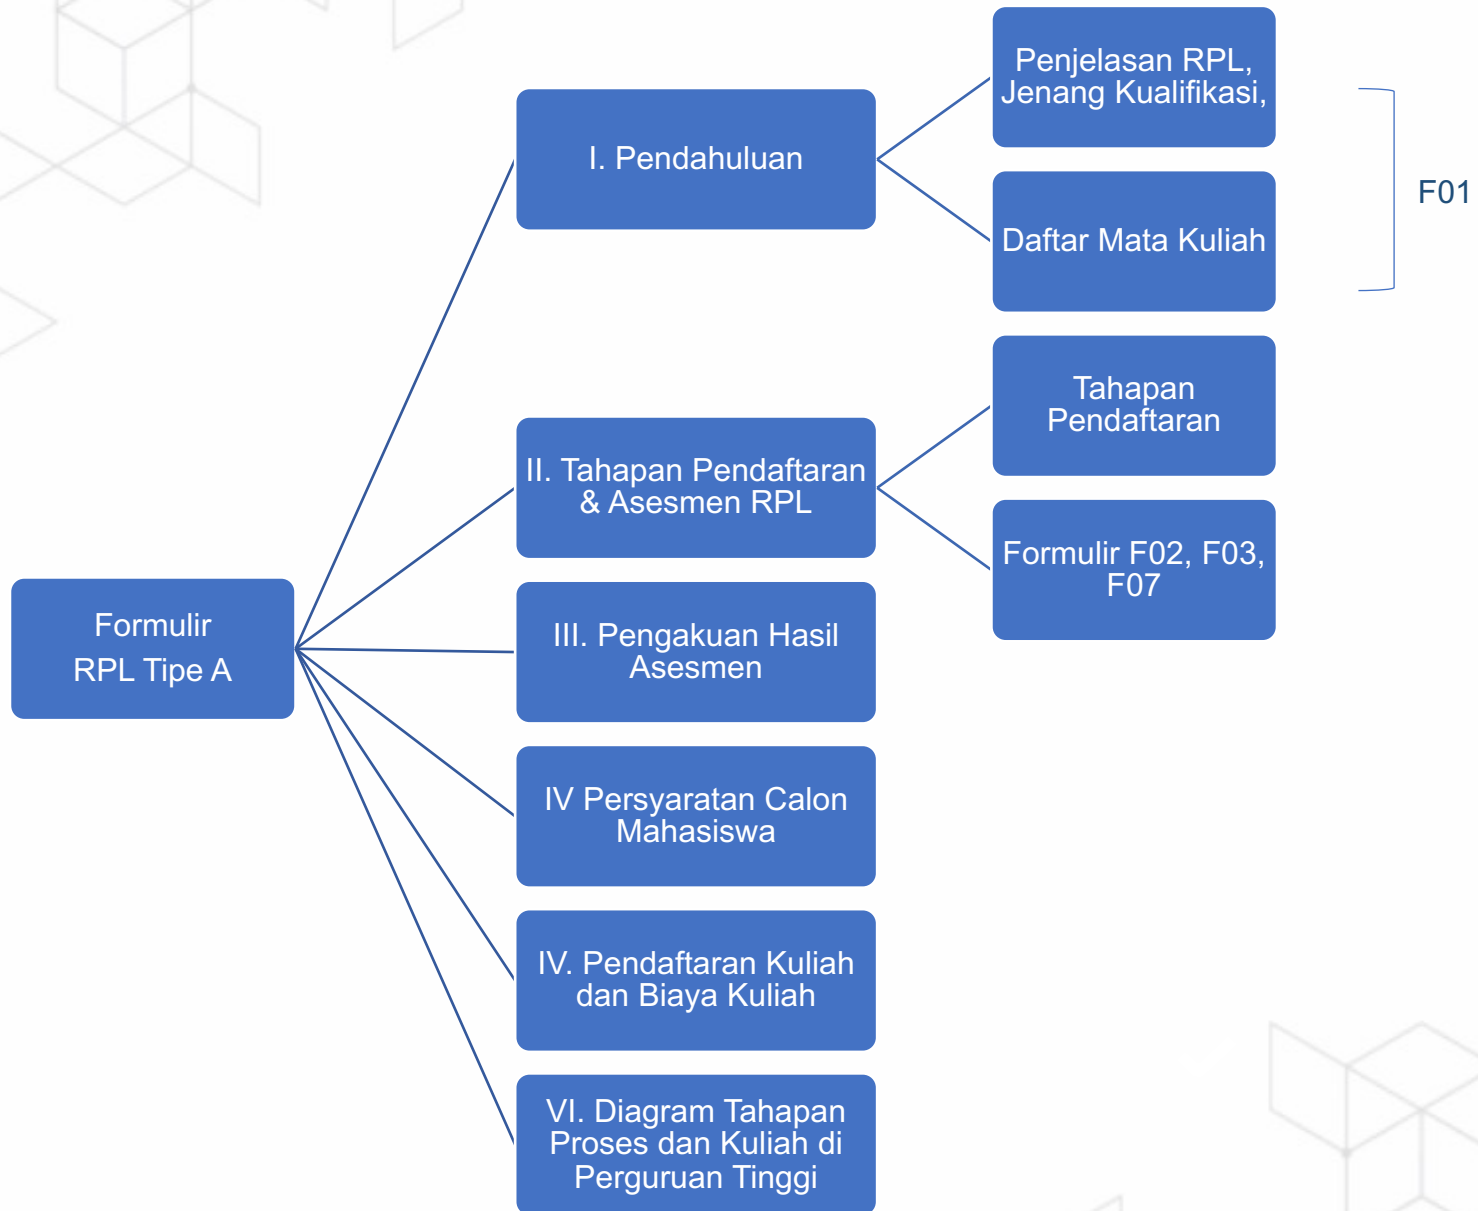 Formulir
RPL Tipe A
I. Pendahuluan
Penjelasan RPL,
Jenang Kualifikasi,
Daftar Mata Kuliah
F01
II. Tahapan Pendaftaran
& Asesmen RPL
Tahapan
Pendaftaran
Formulir F02, F03,
F07
III. Pengakuan Hasil
Asesmen
IV Persyaratan Calon
Mahasiswa
IV. Pendaftaran Kuliah
dan Biaya Kuliah
VI. Diagram Tahapan
Proses dan Kuliah di
Perguruan Tinggi